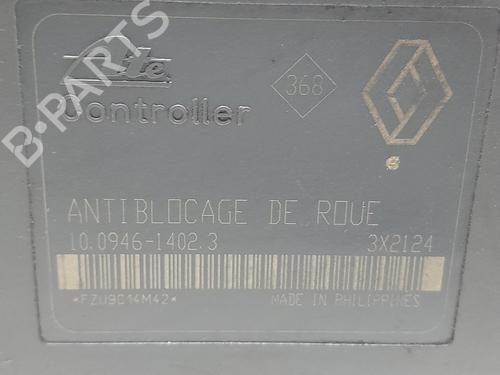 Ate
Controller
368
ANTIBLOCAGE DE ROUE
10.0946-1402.3
3X2124
*FZU9C14M42*
MADE IN PHILIPPINES
B-PARTS